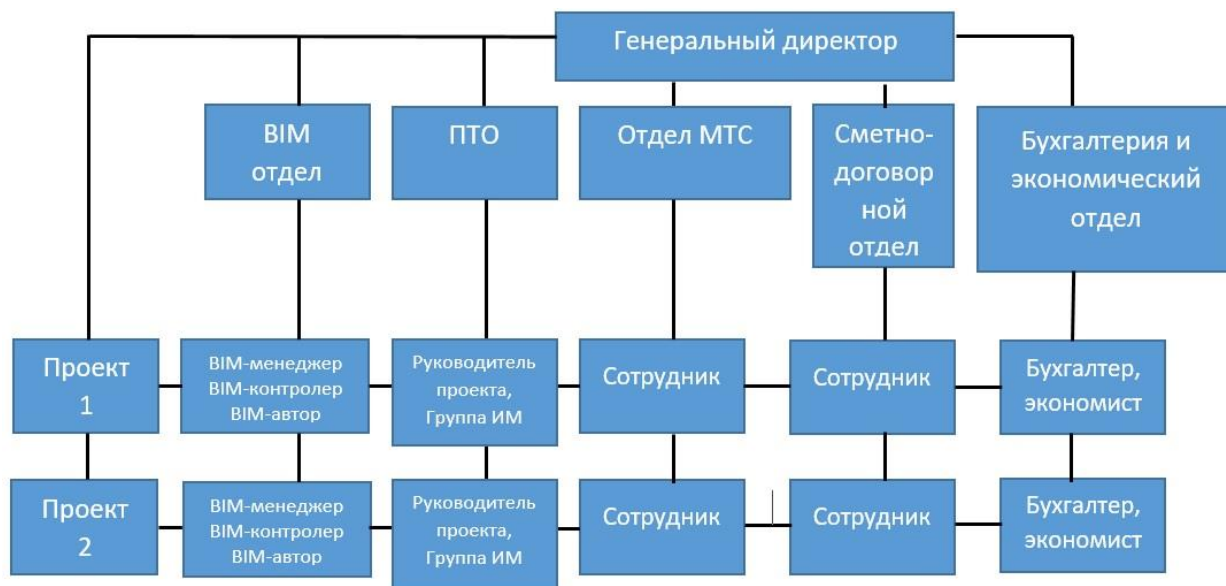 Генеральный директор
BIM
отдел
ПТО
Отдел МТС
Сметно-
договор
ной
отдел
Бухгалтерия и
экономический
отдел
Проект
1
BIM-менеджер
BIM-контролер
BIM-автор
Руководитель
проекта,
Группа ИМ
Сотрудник
Сотрудник
Бухгалтер,
экономист
Проект
2
BIM-менеджер
BIM-контролер
BIM-автор
Руководитель
проекта,
Группа ИМ
Сотрудник
Сотрудник
Бухгалтер,
экономист